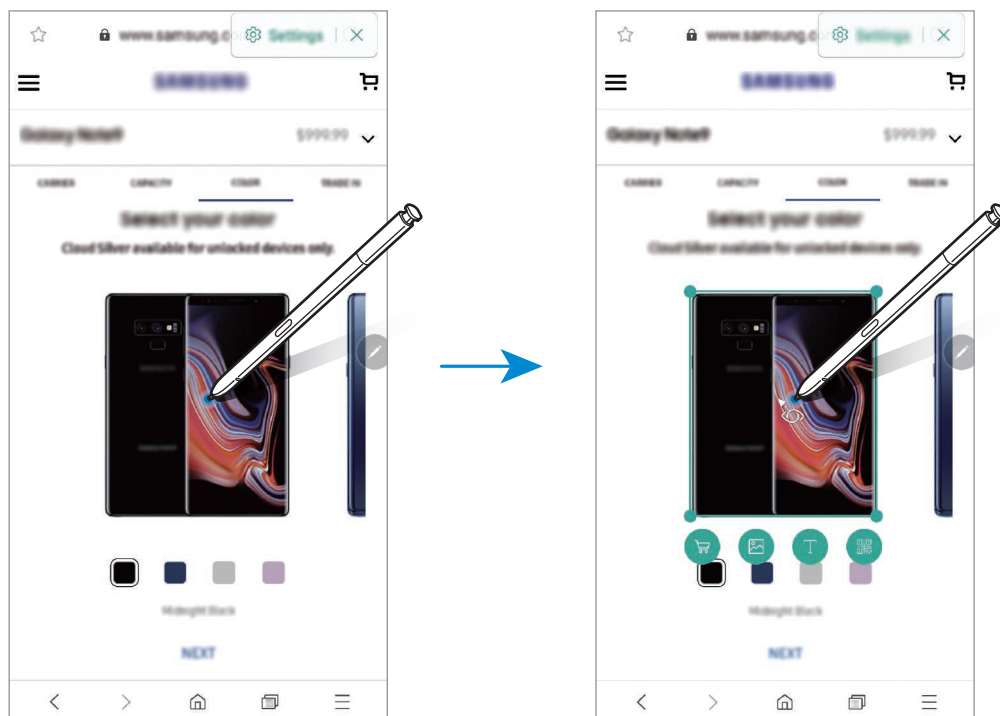 www.samsung.c
Settings
SAMSUNG
Galaxy Note9
$999.99
CARRIER CAPACITY COLOR TRADE IN
Select your color
Cloud Silver available for unlocked devices only.
Midnight Black
NEXT
www.samsung.c
Settings
SAMSUNG
Galaxy Note9
$999.99
CARRIER CAPACITY COLOR TRADE IN
Select your color
Cloud Silver available for unlocked devices only.
T
Midnight Black
NEXT